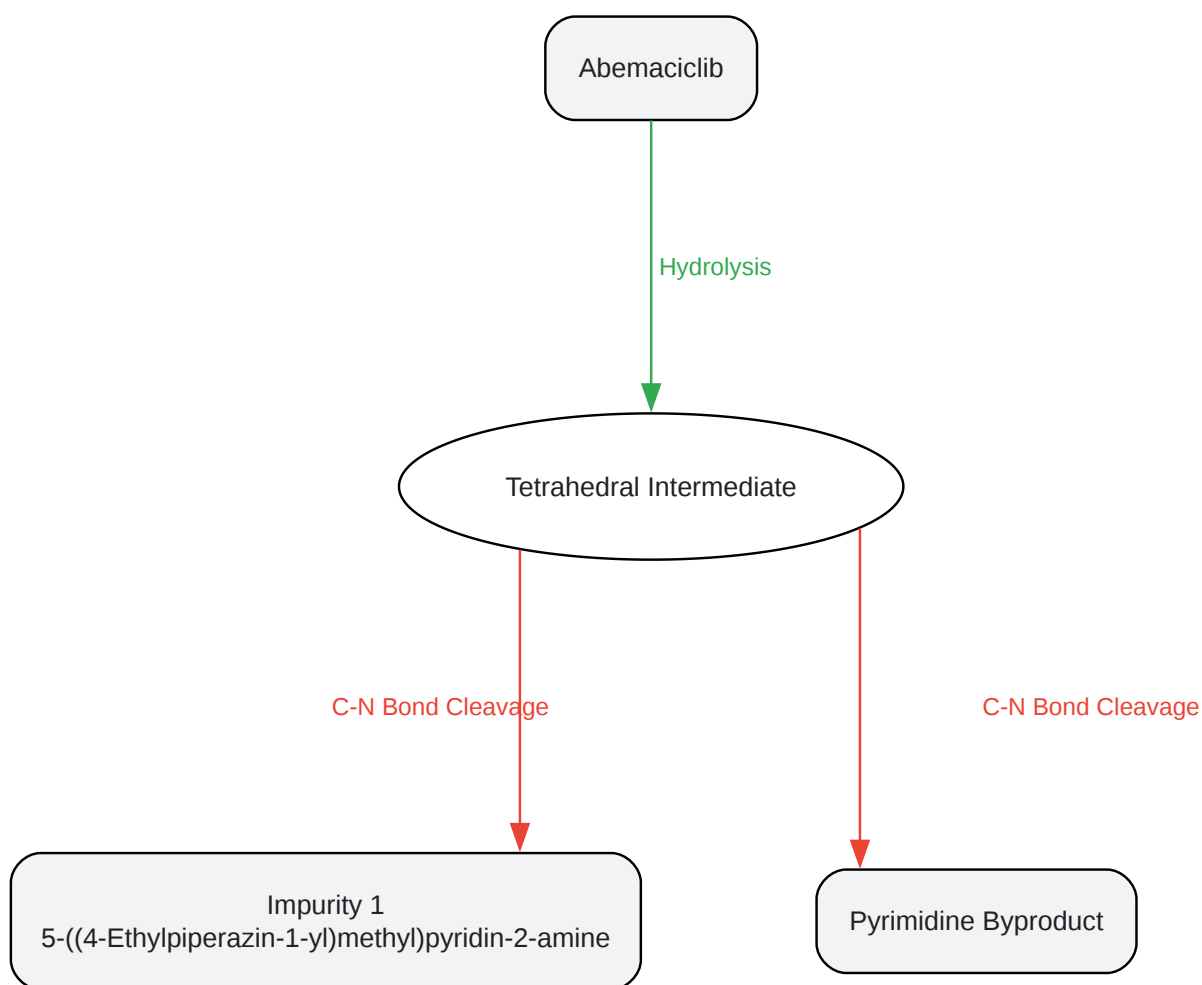 Abemaciclib
Hydrolysis
Tetrahedral Intermediate
C-N Bond Cleavage
C-N Bond Cleavage
Impurity 1
5-((4-Ethylpiperazin-1-yl)methyl)pyridin-2-amine
Pyrimidine Byproduct